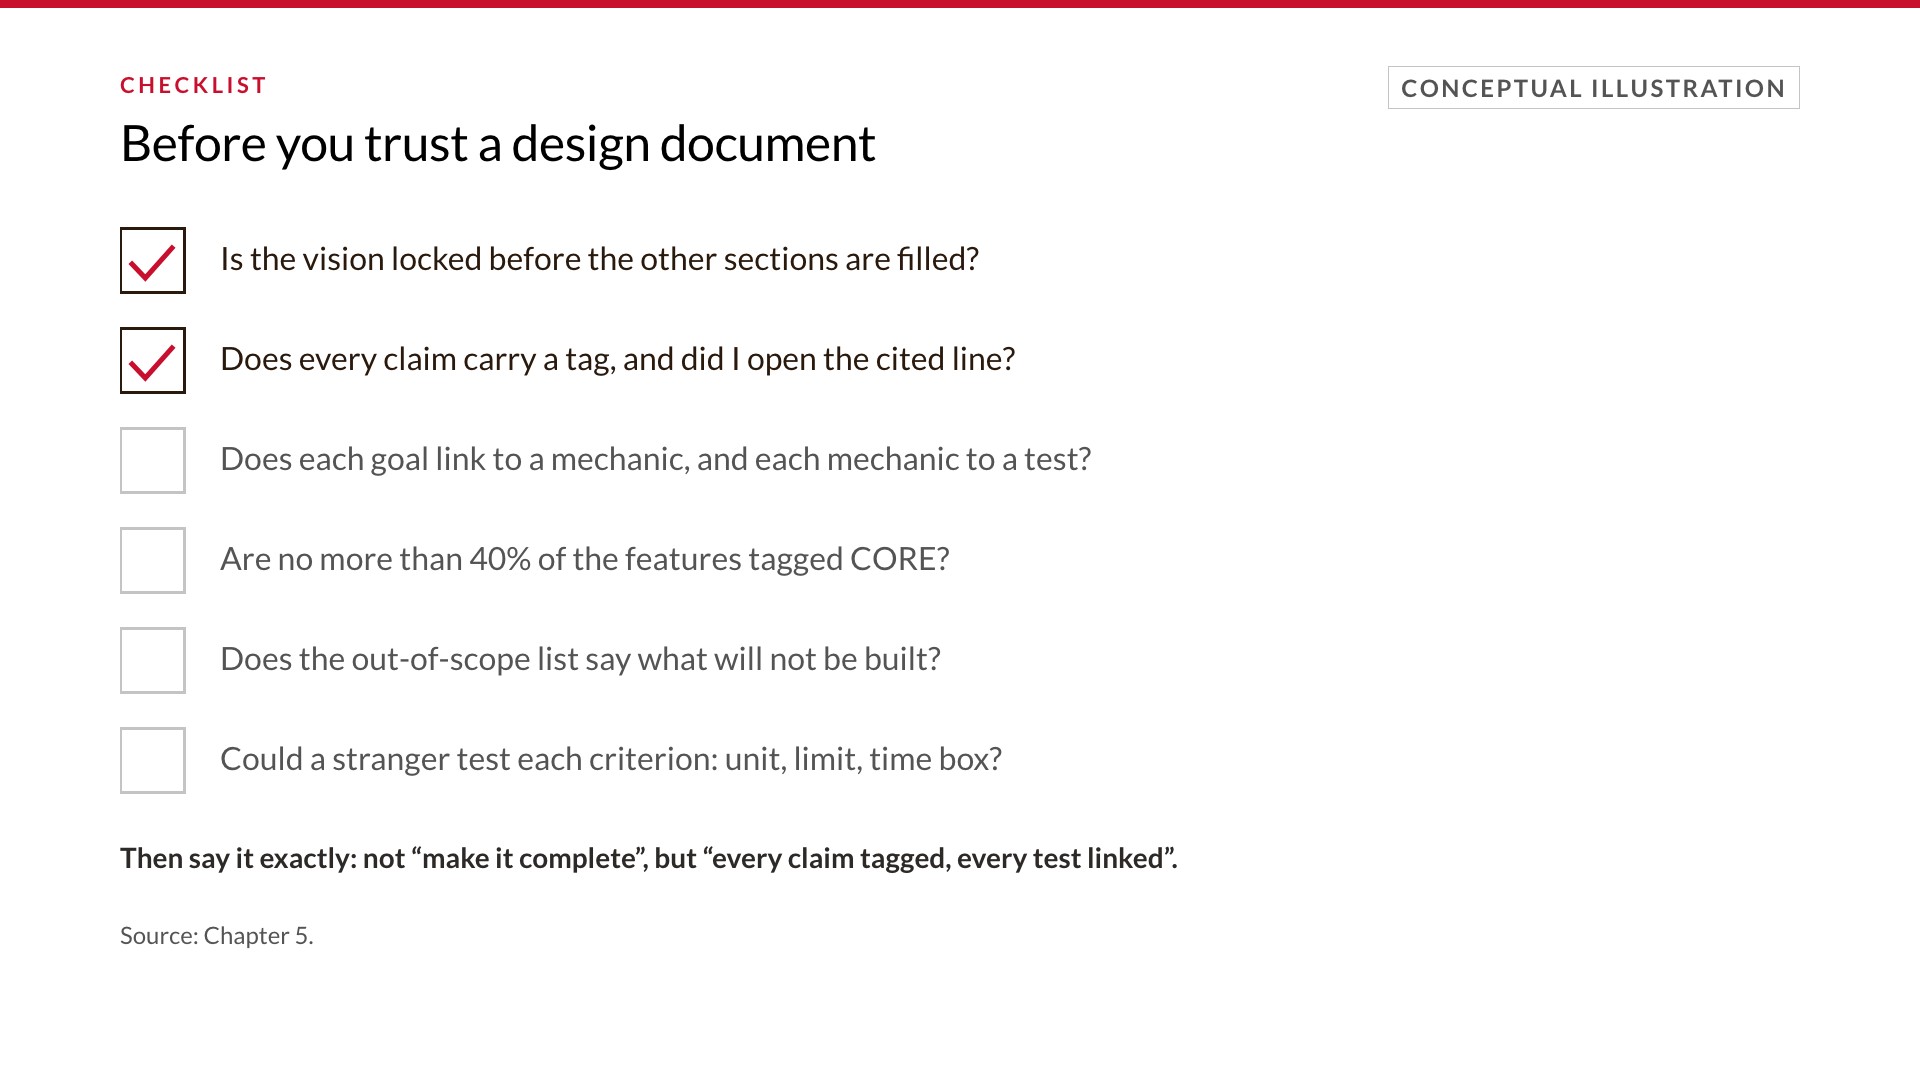 CHECKLIST
CONCEPTUAL ILLUSTRATION
Before you trust a design document
Is the vision locked before the other sections are filled?
Does every claim carry a tag, and did I open the cited line?
Does each goal link to a mechanic, and each mechanic to a test?
Are no more than 40% of the features tagged CORE?
Does the out-of-scope list say what will not be built?
Could a stranger test each criterion: unit, limit, time box?
Then say it exactly: not “make it complete”, but “every claim tagged, every test linked”.
Source: Chapter 5.